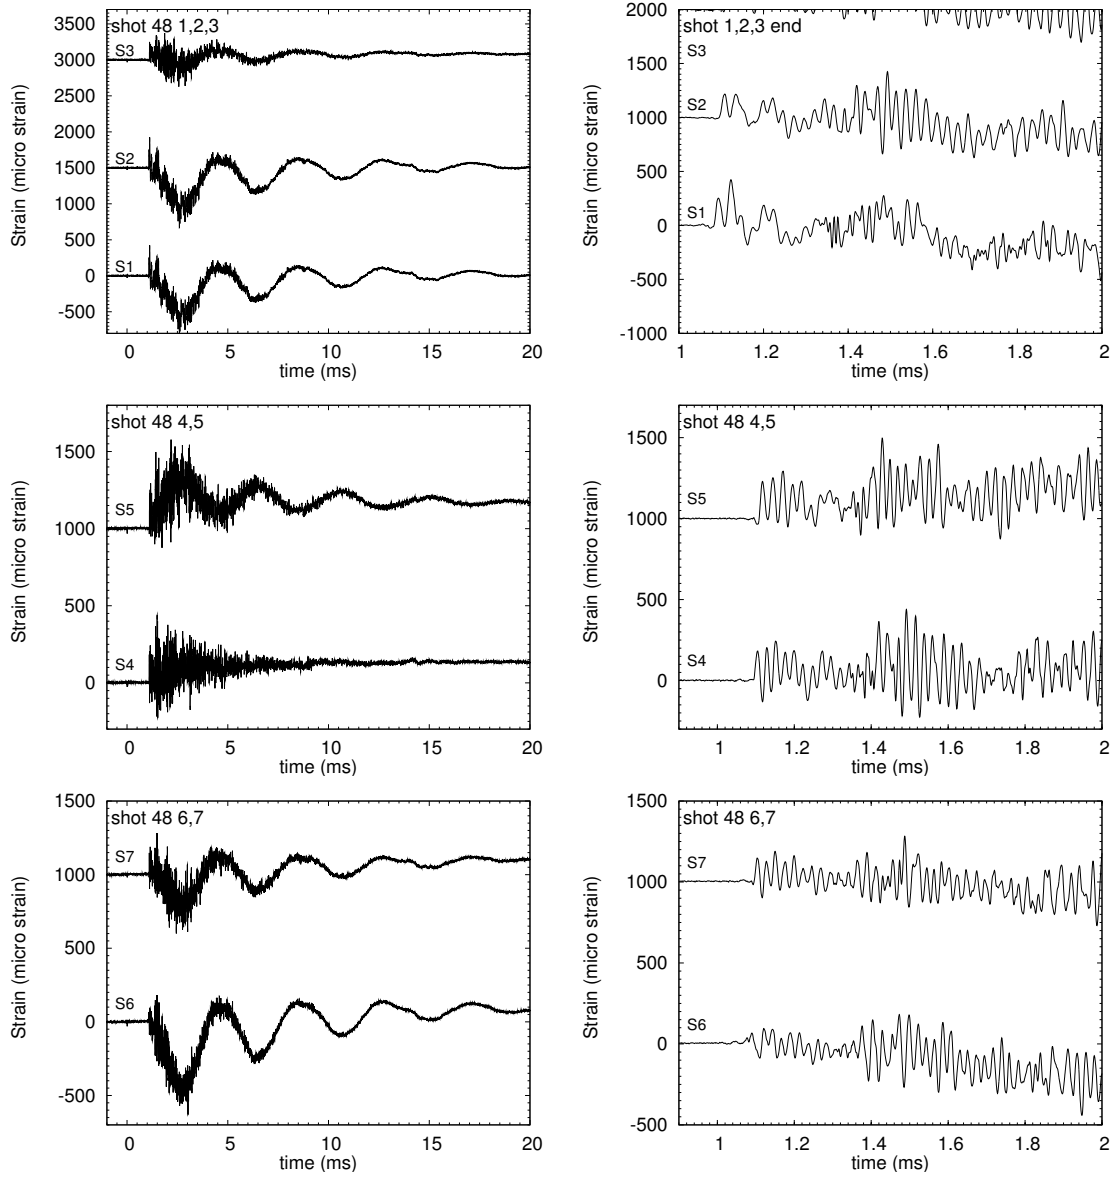 shot 48 1,2,3
3500
3000
2500
2000
1500
1000
500
0
-500
S3
S2
S1
Strain (micro strain)
0 5 10 15 20
time (ms)
shot 1,2,3 end
2000
1500
1000
500
0
-500
-1000
S3
S2
S1
Strain (micro strain)
1 1.2 1.4 1.6 1.8 2
time (ms)
shot 48 4,5
1500
1000
500
0
S5
S4
Strain (micro strain)
0 5 10 15 20
time (ms)
shot 48 4,5
1500
1000
500
0
S5
S4
Strain (micro strain)
1 1.2 1.4 1.6 1.8 2
time (ms)
shot 48 6,7
1500
1000
500
0
-500
S7
S6
Strain (micro strain)
0 5 10 15 20
time (ms)
shot 48 6,7
1500
1000
500
0
-500
S7
S6
Strain (micro strain)
1 1.2 1.4 1.6 1.8 2
time (ms)